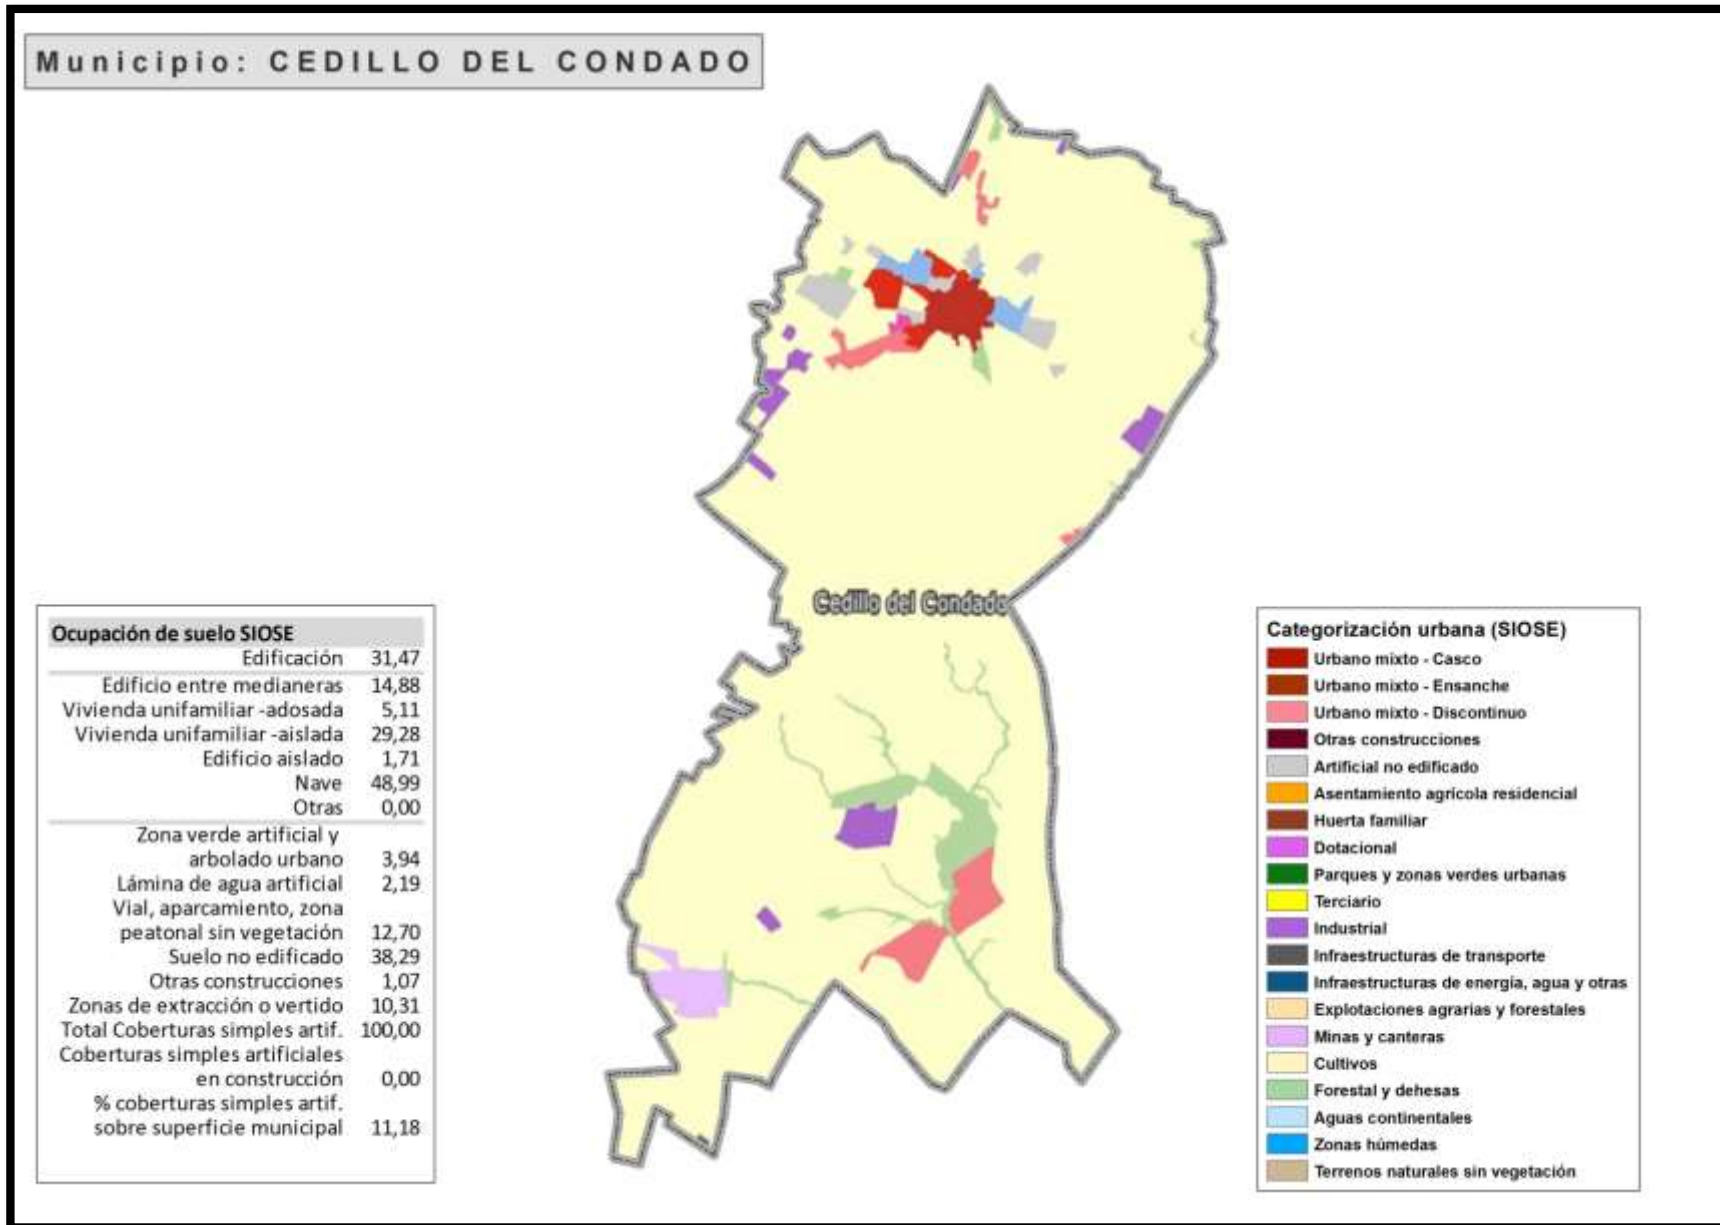 Municipio: CEDILLO DEL CONDADO
Cedillo del Condado
Ocupación de suelo SIOSE
Edificación 31,47
Edificio entre medianeras 14,88
Vivienda unifamiliar -adosada 5,11
Vivienda unifamiliar -aislada 29,28
Edificio aislado 1,71
Nave 48,99
Otras 0,00
Zona verde artificial y
arbolado urbano 3,94
Lámina de agua artificial 2,19
Vial, aparcamiento, zona
peatonal sin vegetación 12,70
Suelo no edificado 38,29
Otras construcciones 1,07
Zonas de extracción o vertido 10,31
Total Coberturas simples artif. 100,00
Coberturas simples artificiales
en construcción 0,00
% coberturas simples artif.
sobre superficie municipal 11,18
Categorización urbana (SIOSE)
Urbano mixto - Casco
Urbano mixto - Ensanche
Urbano mixto - Discontinuo
Otras construcciones
Artificial no edificado
Asentamiento agrícola residencial
Huerta familiar
Dotacional
Parques y zonas verdes urbanas
Terciario
Industrial
Infraestructuras de transporte
Infraestructuras de energía, agua y otras
Explotaciones agrarias y forestales
Minas y canteras
Cultivos
Forestal y dehesas
Aguas continentales
Zonas húmedas
Terrenos naturales sin vegetación